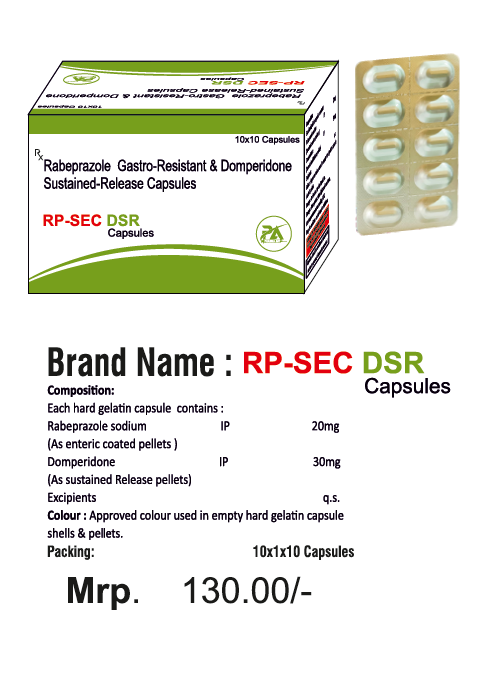 Rabeprazole Gastro-Resistant & Domperidone
Sustained-Release Capsules
RP-SEC DSR
Capsules
10x10 Capsules
10x10 Capsules
Rx
Rabeprazole Gastro-Resistant & Domperidone
Sustained-Release Capsules
RP-SEC DSR
Capsules
PA
Brand Name : RP-SEC DSR
Capsules
Composition:
Each hard gelatin capsule contains :
Rabeprazole sodium IP 20mg
(As enteric coated pellets )
Domperidone IP 30mg
(As sustained Release pellets)
Excipients q.s.
Colour : Approved colour used in empty hard gelatin capsule
shells & pellets.
Packing: 10x1x10 Capsules
Mrp. 130.00/-